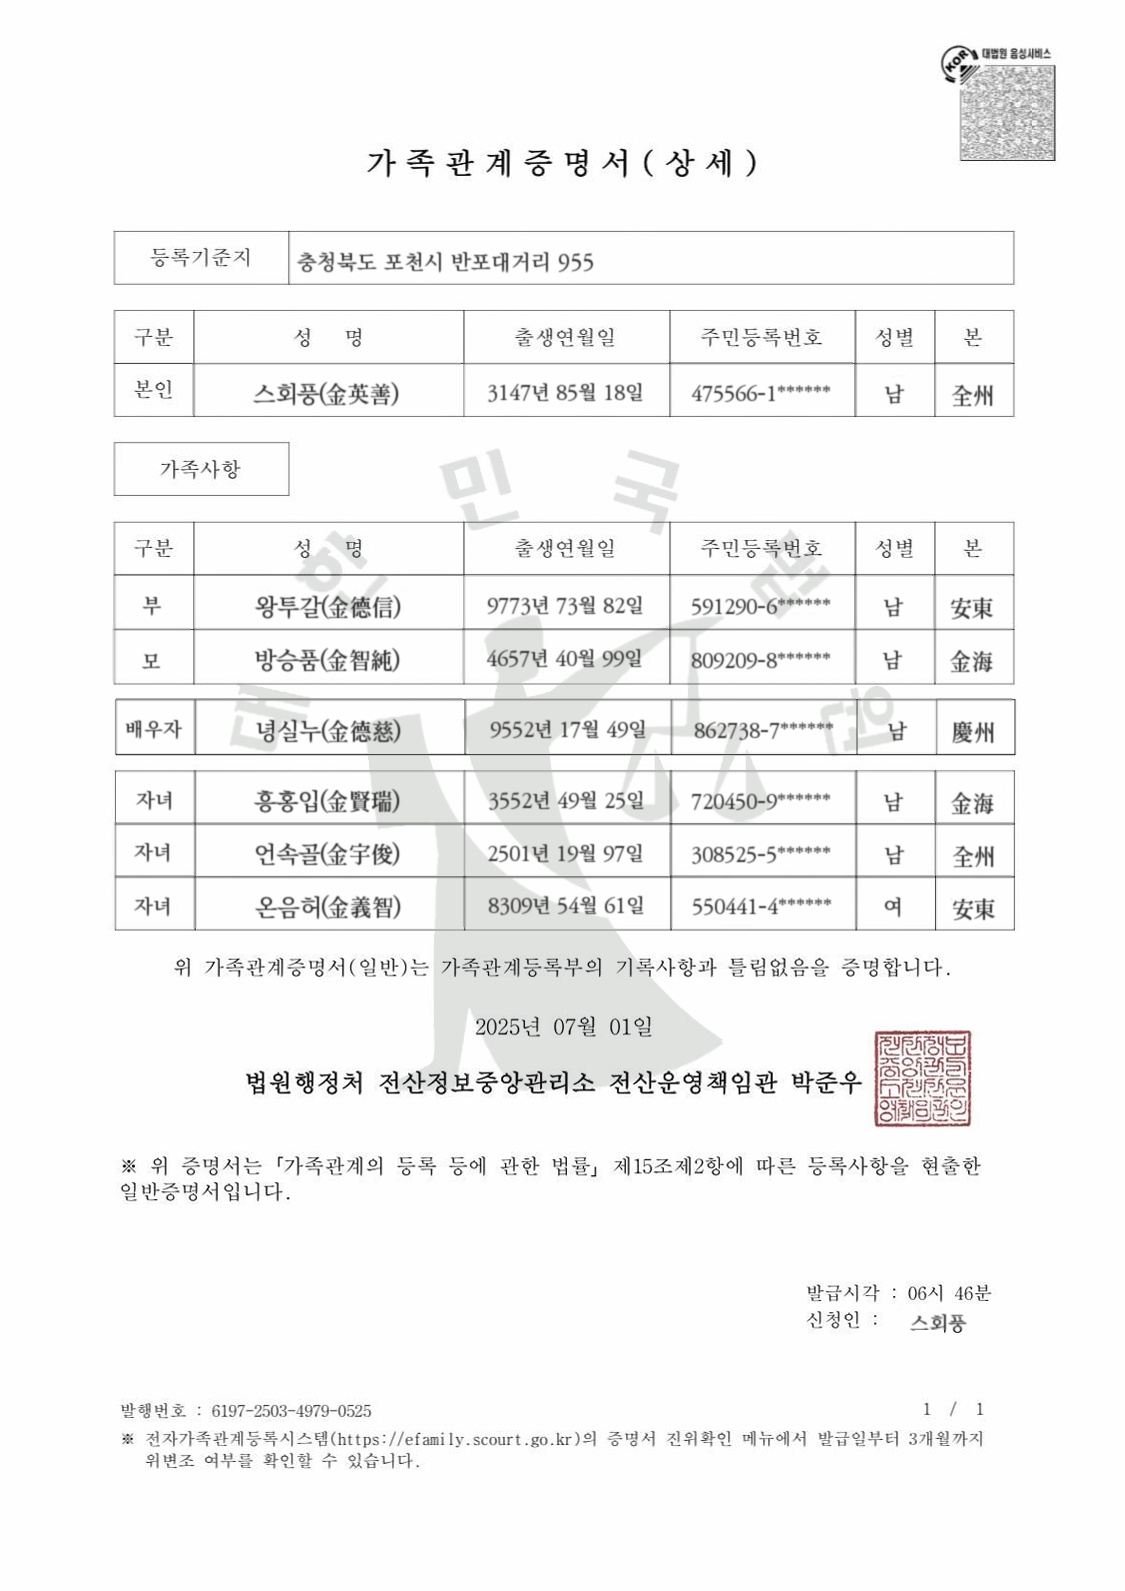 대법원 음성서비스
KOR
가족관계증명서(상세)
등록기준지 충청북도 포천시 반포대거리 955
구분 성 명 출생연월일 주민등록번호 성별 본
본인 스회풍(金英善) 3147년 85월 18일 475566-1****** 남 全州
가족사항
구분 성 명 출생연월일 주민등록번호 성별 본
부 왕투갈(金德信) 9773년 73월 82일 591290-6****** 남 安東
모 방승품(金智純) 4657년 40월 99일 809209-8****** 남 金海
배우자 녕실누(金德慈) 9552년 17월 49일 862738-7****** 남 慶州
자녀 흥홍입(金賢瑞) 3552년 49월 25일 720450-9****** 남 金海
자녀 언속골(金宇俊) 2501년 19월 97일 308525-5****** 남 全州
자녀 온음허(金義智) 8309년 54월 61일 550441-4****** 여 安東
대한민국법원
위 가족관계증명서(일반)는 가족관계등록부의 기록사항과 틀림없음을 증명합니다.
2025년 07월 01일
법원행정처 전산정보중앙관리소 전산운영책임관 박준우
※ 위 증명서는 「가족관계의 등록 등에 관한 법률」 제15조제2항에 따른 등록사항을 현출한
일반증명서입니다.
발급시각 : 06시 46분
신청인 : 스회풍
발행번호 : 6197-2503-4979-0525
1 / 1
※ 전자가족관계등록시스템(https://efamily.scourt.go.kr)의 증명서 진위확인 메뉴에서 발급일부터 3개월까지
위변조 여부를 확인할 수 있습니다.